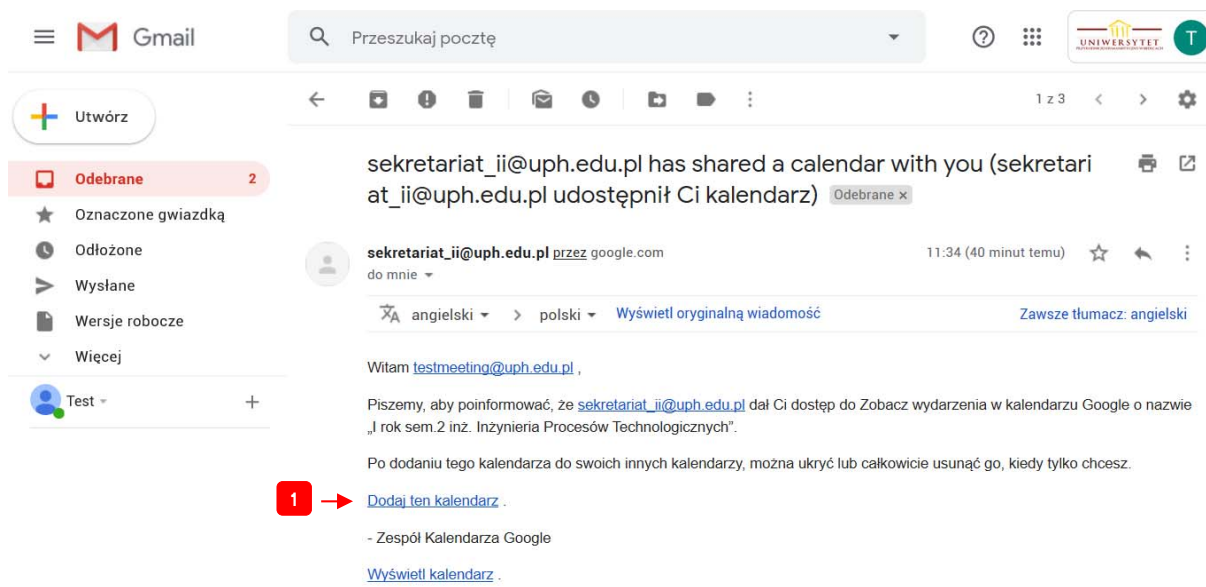 Gmail
Przeszukaj pocztę
UNIWERSYTET
T
Utwórz
1 z 3
Odebrane 2
Oznaczone gwiazdką
Odłożone
Wysłane
Wersje robocze
Więcej
Test
sekretariat_ii@uph.edu.pl has shared a calendar with you (sekretari
at_ii@uph.edu.pl udostępnił Ci kalendarz) Odebrane x
sekretariat_ii@uph.edu.pl przez google.com 11:34 (40 minut temu)
do mnie
angielski > polski Wyświetl oryginalną wiadomość Zawsze tłumacz: angielski
Witam testmeeting@uph.edu.pl ,
Piszemy, aby poinformować, że sekretariat_ii@uph.edu.pl dał Ci dostęp do Zobacz wydarzenia w kalendarzu Google o nazwie
„I rok sem.2 inż. Inżynieria Procesów Technologicznych”.
Po dodaniu tego kalendarza do swoich innych kalendarzy, można ukryć lub całkowicie usunąć go, kiedy tylko chcesz.
1 Dodaj ten kalendarz .
- Zespół Kalendarza Google
Wyświetl kalendarz .